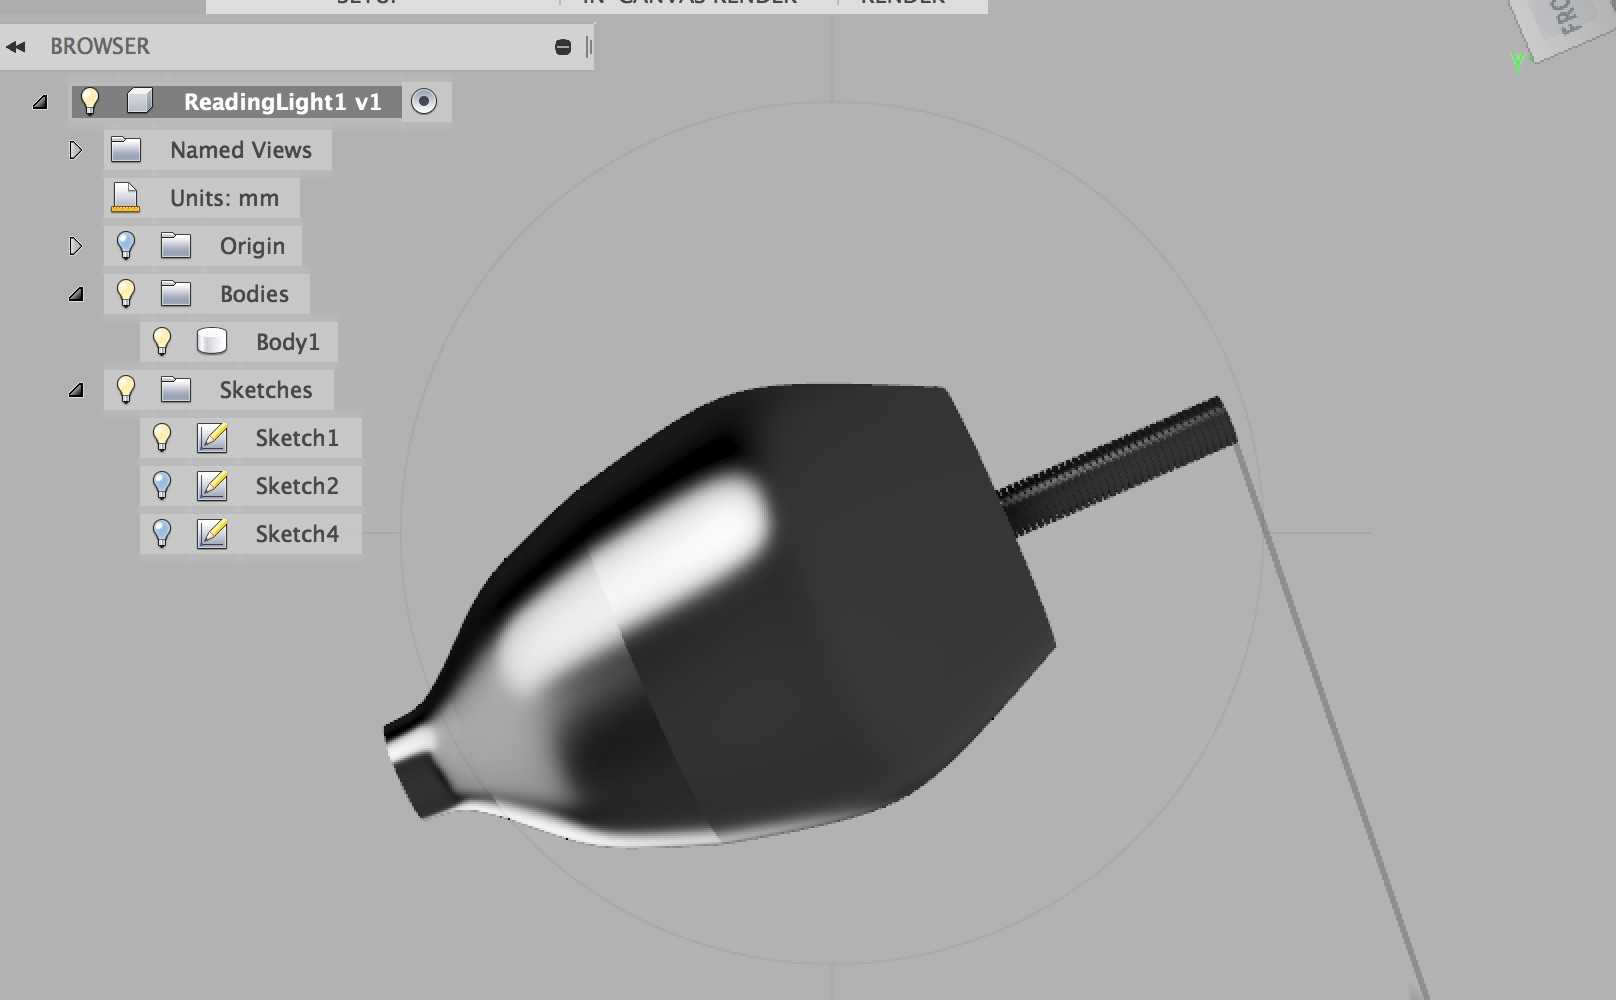 SETUP
IN-CANVAS RENDER
RENDER
BROWSER
ReadingLight1 v1
Named Views
Units: mm
Origin
Bodies
Body1
Sketches
Sketch1
Sketch2
Sketch4
FRO
Y